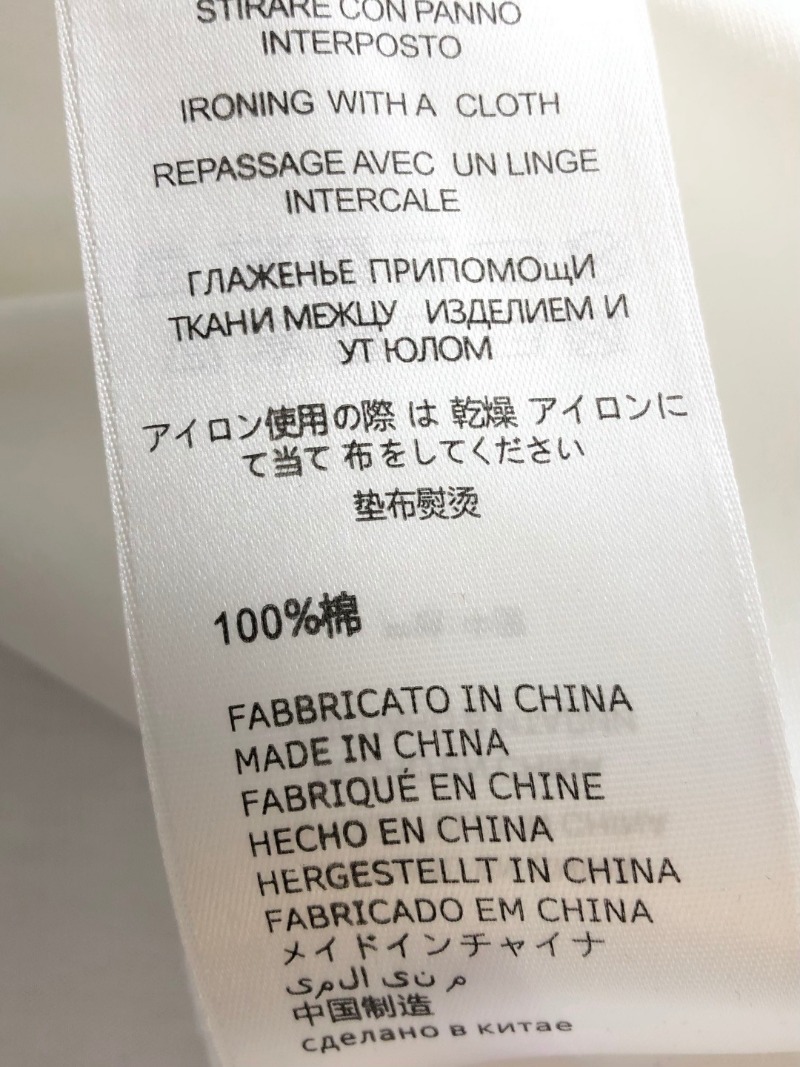 STIRARE CON PANNO
INTERPOSTO
IRONING WITH A CLOTH
REPASSAGE AVEC UN LINGE
INTERCALE
ГЛАЖЕНЬЕ ПРИПОМОщИ
ТКАНИ МЕЖЦУ ИЗДЕЛИЕМ И
УТ ЮЛОМ
アイロン使用の際 は 乾燥 アイロンに
て当て 布をしてください
垫布熨烫
100%棉
FABBRICATO IN CHINA
MADE IN CHINA
FABRIQUÉ EN CHINE
HECHO EN CHINA
HERGESTELLT IN CHINA
FABRICADO EM CHINA
メイドインチャイナ
م نى المى
中国制造
сделано в китае